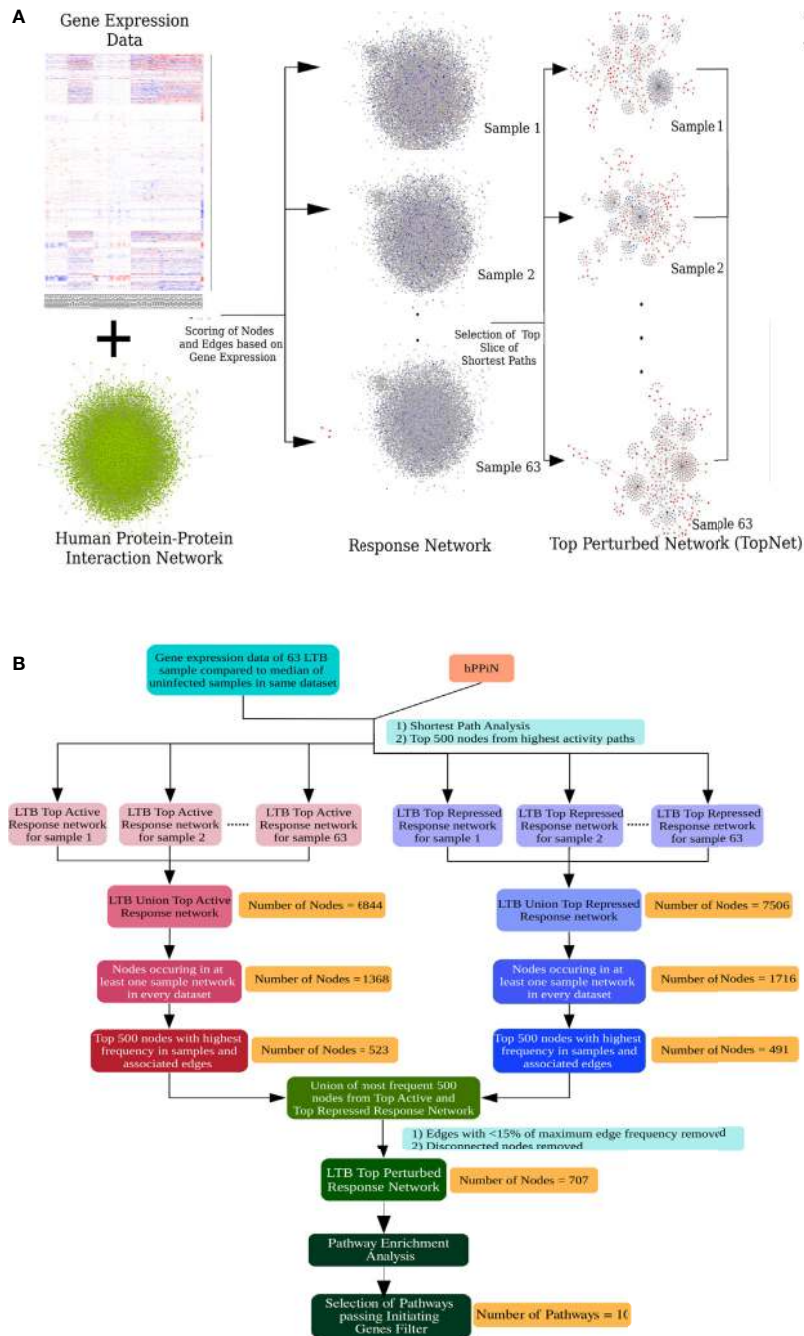 A
Gene Expression
Data
Sample 1
Sample 1
Sample 2
Sample 2
Scoring of Nodes
and Edges based on
Gene Expression
Selection of Top
Slice of
Shortest Paths
Sample 63
Sample 63
Human Protein-Protein
Interaction Network
Response Network
Top Perturbed Network (TopNet)
B
Gene expression data of 63 LTB
sample compared to median of
uninfected samples in same dataset
hPPiN
1) Shortest Path Analysis
2) Top 500 nodes from highest activity paths
LTB Top Active
Response network
for sample 1
LTB Top Active
Response network
for sample 2
......
LTB Top Active
Response network
for sample 63
LTB Top Repressed
Response network
for sample 1
LTB Top Repressed
Response network
for sample 2
......
LTB Top Repressed
Response network
for sample 63
LTB Union Top Active
Response network
Number of Nodes = 6844
LTB Union Top Repressed
Response network
Number of Nodes = 7506
Nodes occuring in at
least one sample network
in every dataset
Number of Nodes =1368
Nodes occuring in
at least one sample network
in every dataset
Number of Nodes = 1716
Top 500 nodes with highest
frequency in samples and
associated edges
Number of Nodes = 523
Top 500 nodes with highest
frequency in samples and
associated edges
Number of Nodes = 491
Union of most frequent 500
nodes from Top Active and
Top Repressed Response Network
1) Edges with <15% of maximum edge frequency removed
2) Disconnected nodes removed
LTB Top Perturbed
Response Network
Number of Nodes = 707
Pathway Enrichment
Analysis
Selection of Pathways
passing Initiating
Genes Filter
Number of Pathways = 10